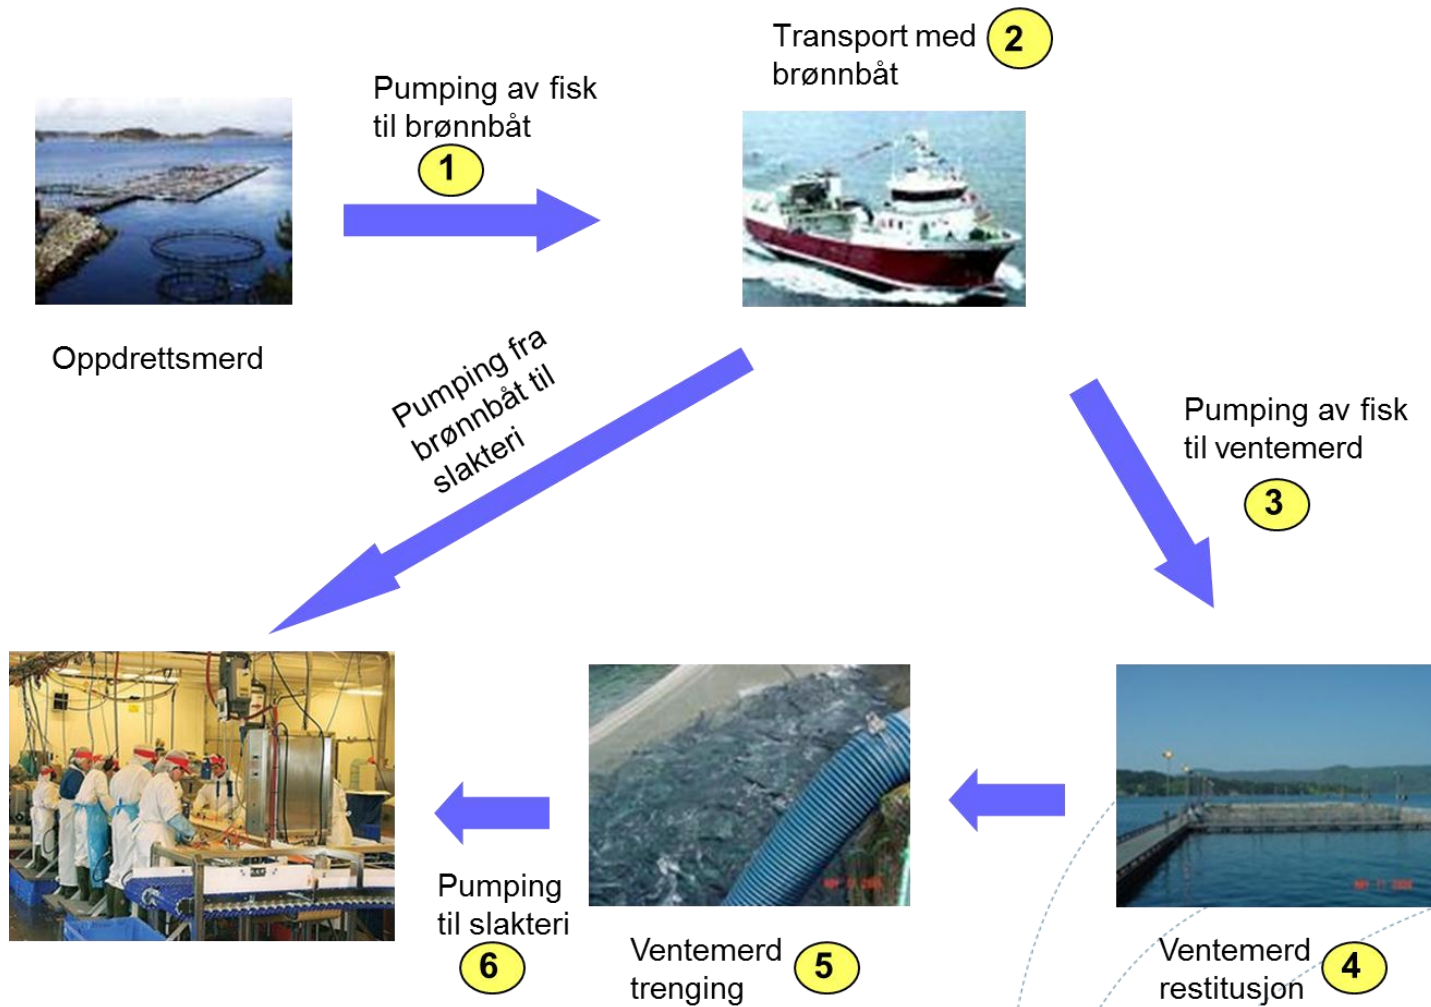 Transport med 2
brønnbåt
Pumping av fisk
til brønnbåt
1
Oppdrettsmerd
Pumping fra
brønnbåt til
slakteri
Pumping av fisk
til ventemerd
3
Pumping
til slakteri
6
Ventemerd
trenging
5
Ventemerd
restitusjon
4